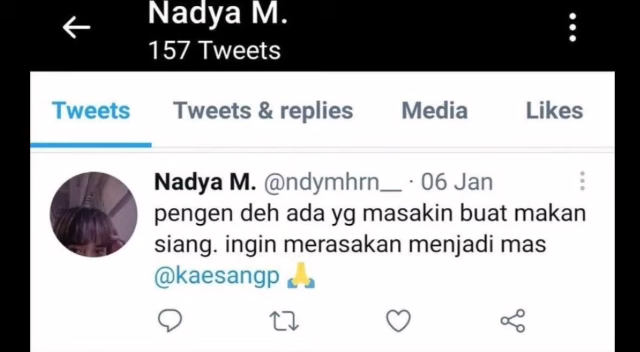 Nadya M.
157 Tweets
Tweets Tweets & replies Media Likes
Nadya M. @ndymhrn__ · 06 Jan
pengen deh ada yg masakin buat makan
siang. ingin merasakan menjadi mas
@kaesangp 🙏